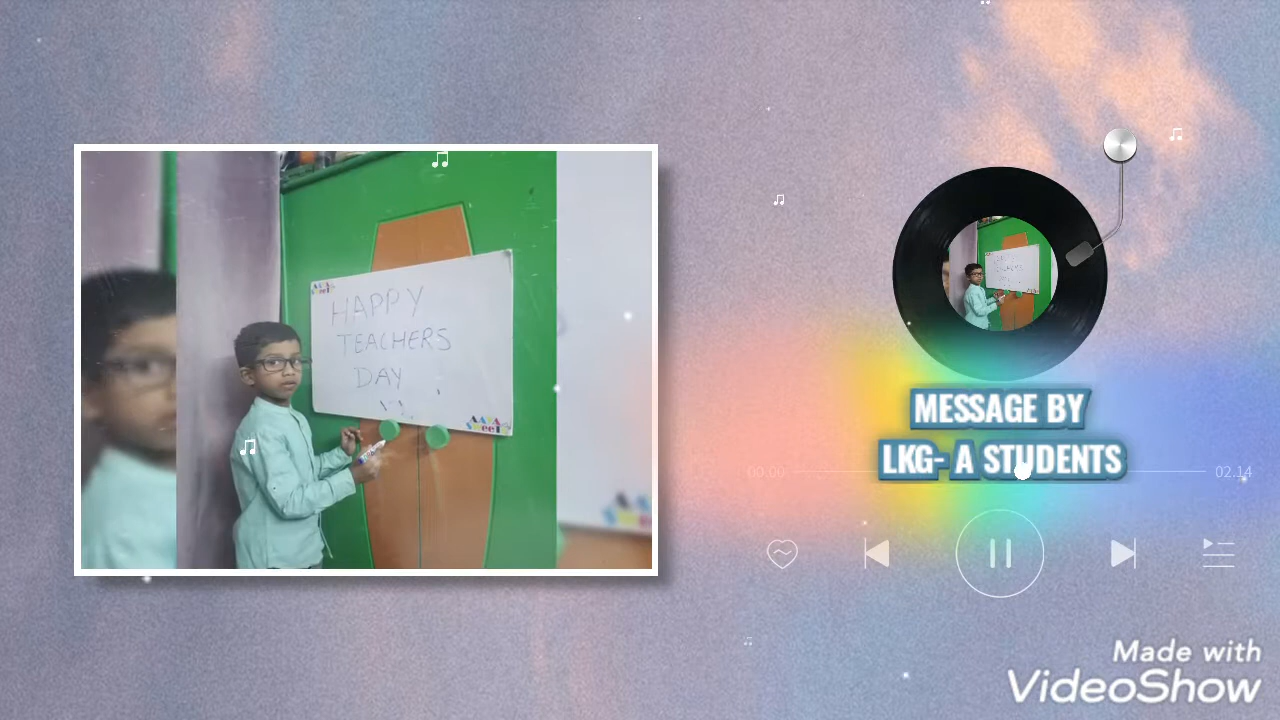 HAPPY
TEACHERS
DAY
MESSAGE BY
LKG- A STUDENTS
00:00
02.14
Made with
VideoShow